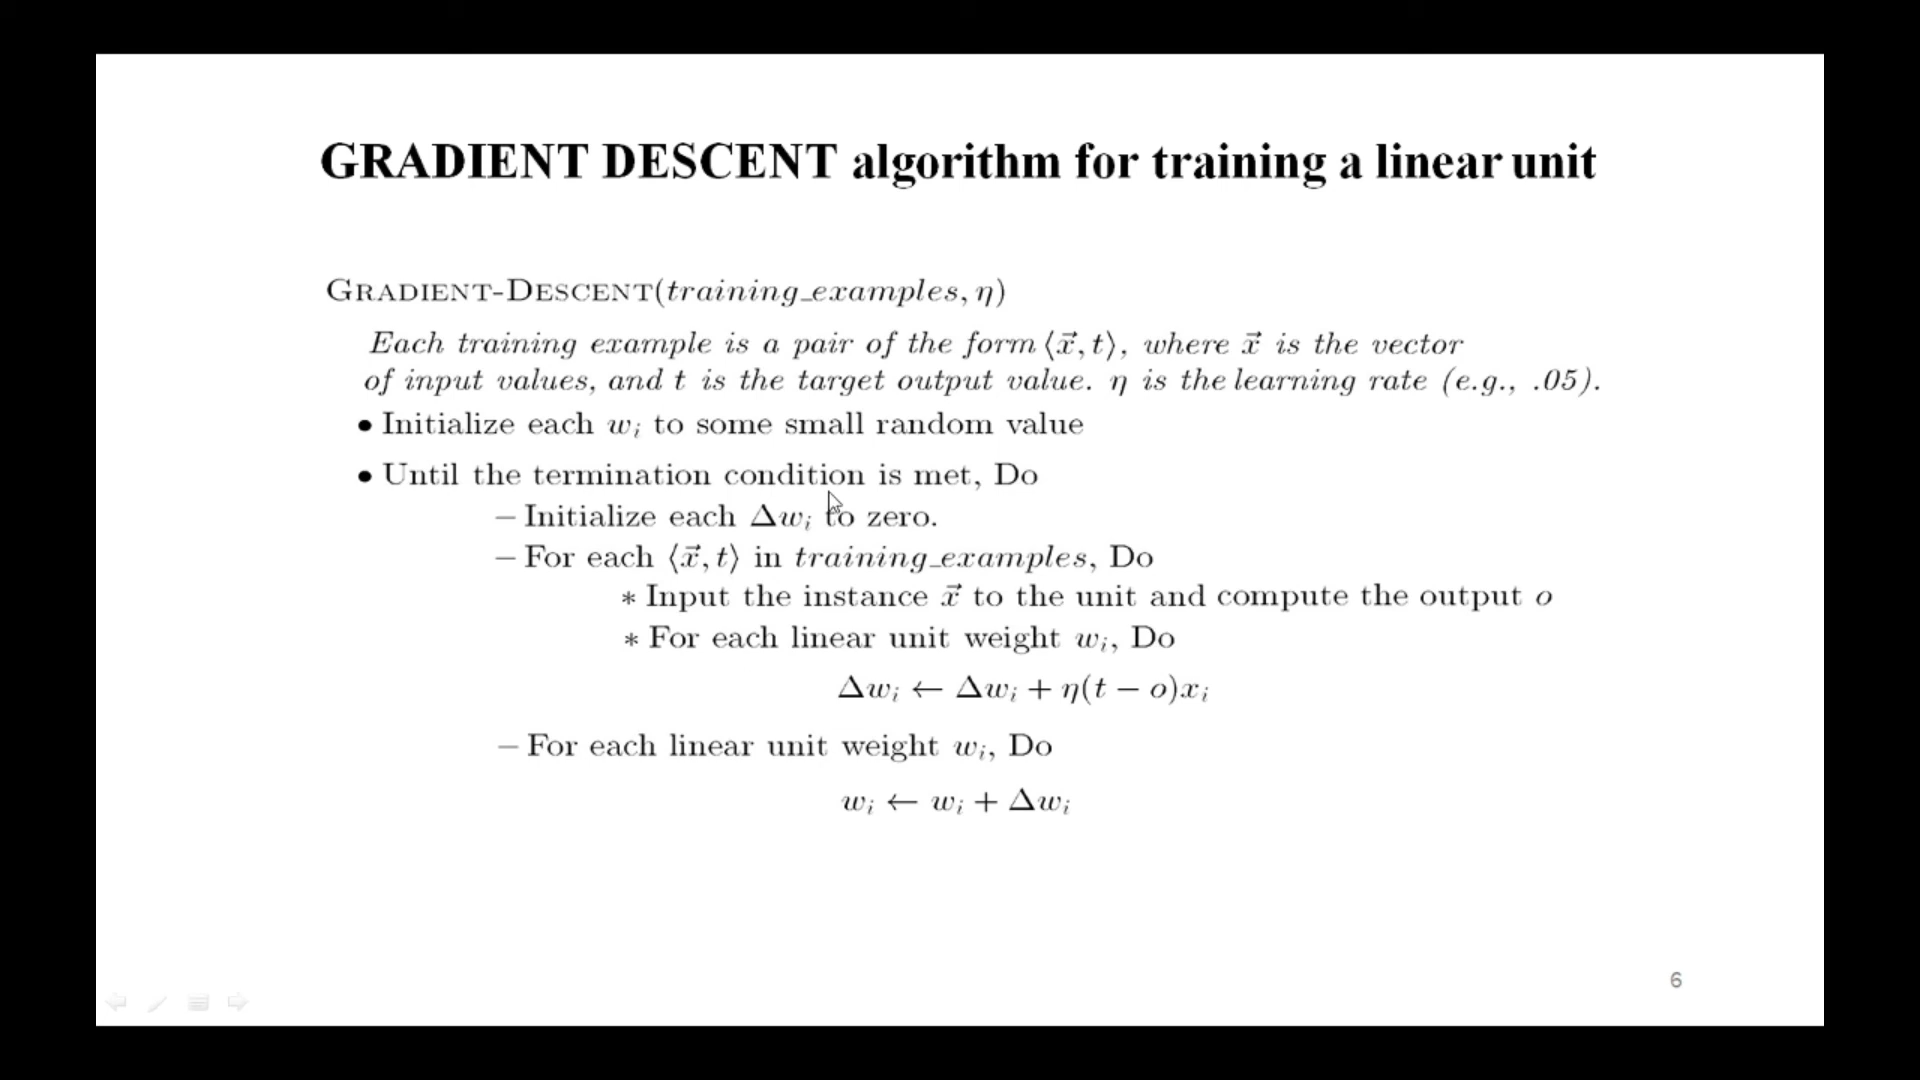 GRADIENT DESCENT algorithm for training a linear unit
GRADIENT-DESCENT(training_examples, η)
Each training example is a pair of the form ⟨x⃗, t⟩, where x⃗ is the vector
of input values, and t is the target output value. η is the learning rate (e.g., .05).
• Initialize each wᵢ to some small random value
• Until the termination condition is met, Do
– Initialize each Δwᵢ to zero.
– For each ⟨x⃗, t⟩ in training_examples, Do
* Input the instance x⃗ to the unit and compute the output o
* For each linear unit weight wᵢ, Do
Δwᵢ ← Δwᵢ + η(t − o)xᵢ
– For each linear unit weight wᵢ, Do
wᵢ ← wᵢ + Δwᵢ
6